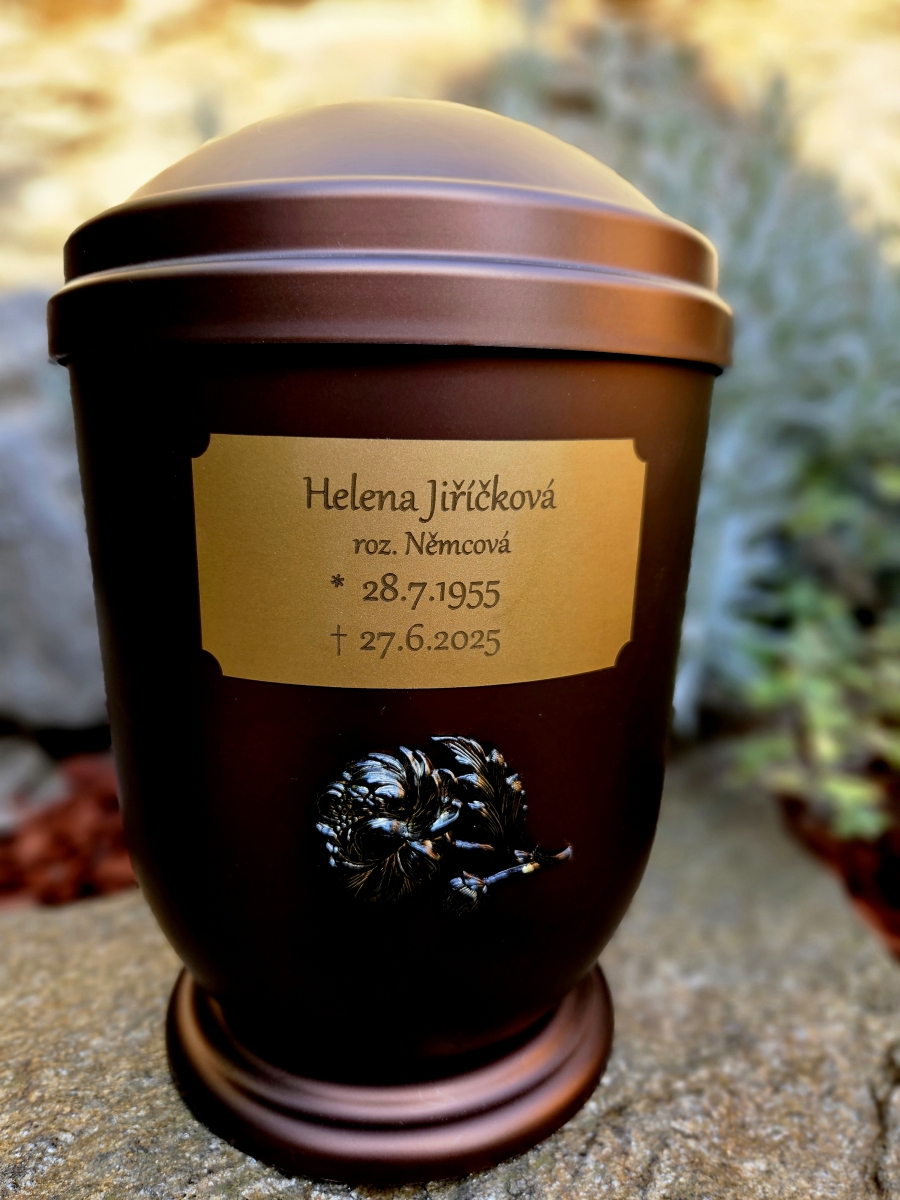 Helena Jiříčková
roz. Němcová
* 28.7.1955
† 27.6.2025